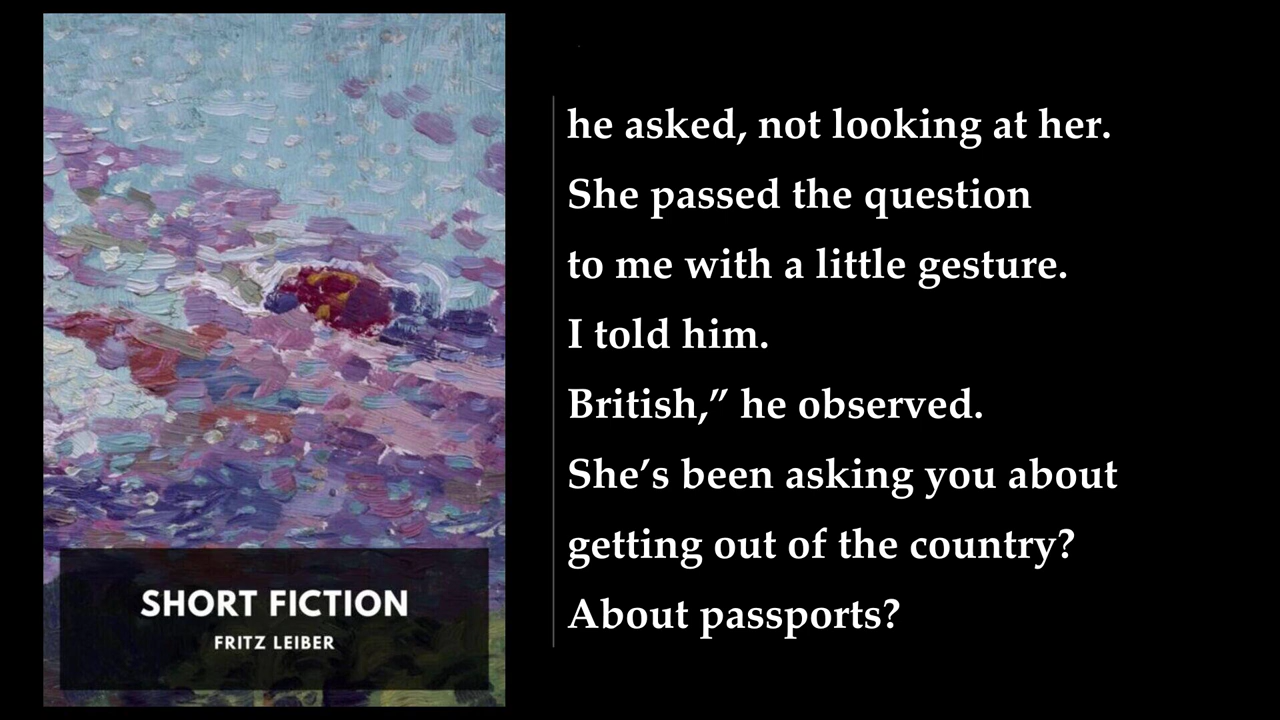 SHORT FICTION
FRITZ LEIBER
he asked, not looking at her.
She passed the question
to me with a little gesture.
I told him.
British,” he observed.
She’s been asking you about
getting out of the country?
About passports?